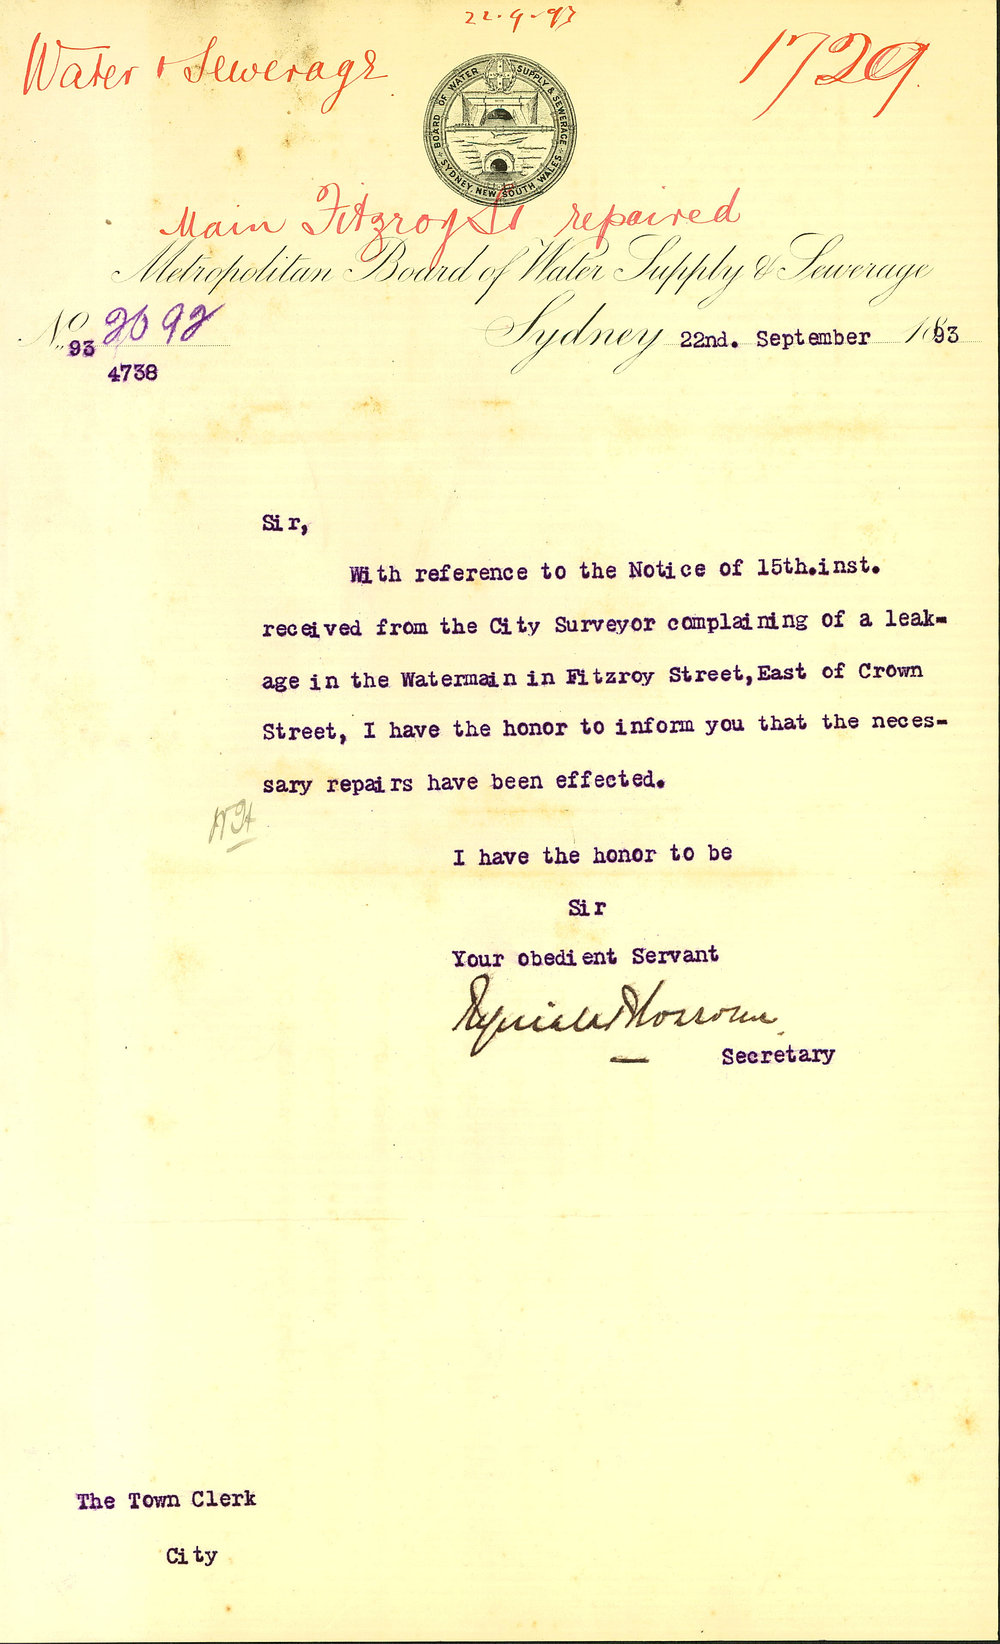 22.9.93
Water & Sewerage
1729
BOARD OF WATER SUPPLY & SEWERAGE
SYDNEY, NEW SOUTH WALES
Main Fitzroy St repaired
Metropolitan Board of Water Supply & Sewerage
No. 93 2092
4738
Sydney 22nd. September 1893
Sir,
With reference to the Notice of 15th.inst.
received from the City Surveyor complaining of a leak-
age in the Watermain in Fitzroy Street,East of Crown
Street, I have the honor to inform you that the neces-
sary repairs have been effected.
I have the honor to be
Sir
Your obedient Servant
Secretary
The Town Clerk
City